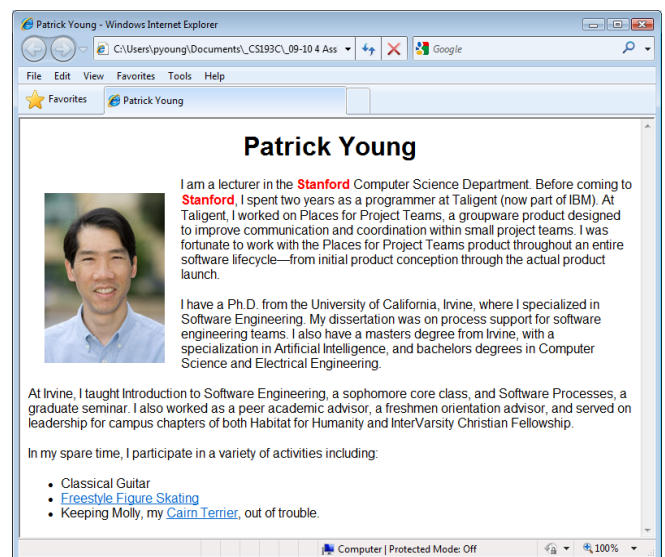 Patrick Young - Windows Internet Explorer
C:\Users\pyoung\Documents\_CS193C\_09-10 4 Ass
Google
File Edit View Favorites Tools Help
Favorites
Patrick Young
Patrick Young
I am a lecturer in the Stanford Computer Science Department. Before coming to
Stanford, I spent two years as a programmer at Taligent (now part of IBM). At
Taligent, I worked on Places for Project Teams, a groupware product designed
to improve communication and coordination within small project teams. I was
fortunate to work with the Places for Project Teams product throughout an entire
software lifecycle—from initial product conception through the actual product
launch.
I have a Ph.D. from the University of California, Irvine, where I specialized in
Software Engineering. My dissertation was on process support for software
engineering teams. I also have a masters degree from Irvine, with a
specialization in Artificial Intelligence, and bachelors degrees in Computer
Science and Electrical Engineering.
At Irvine, I taught Introduction to Software Engineering, a sophomore core class, and Software Processes, a
graduate seminar. I also worked as a peer academic advisor, a freshmen orientation advisor, and served on
leadership for campus chapters of both Habitat for Humanity and InterVarsity Christian Fellowship.
In my spare time, I participate in a variety of activities including:
• Classical Guitar
• Freestyle Figure Skating
• Keeping Molly, my Cairn Terrier, out of trouble.
Computer | Protected Mode: Off
100%